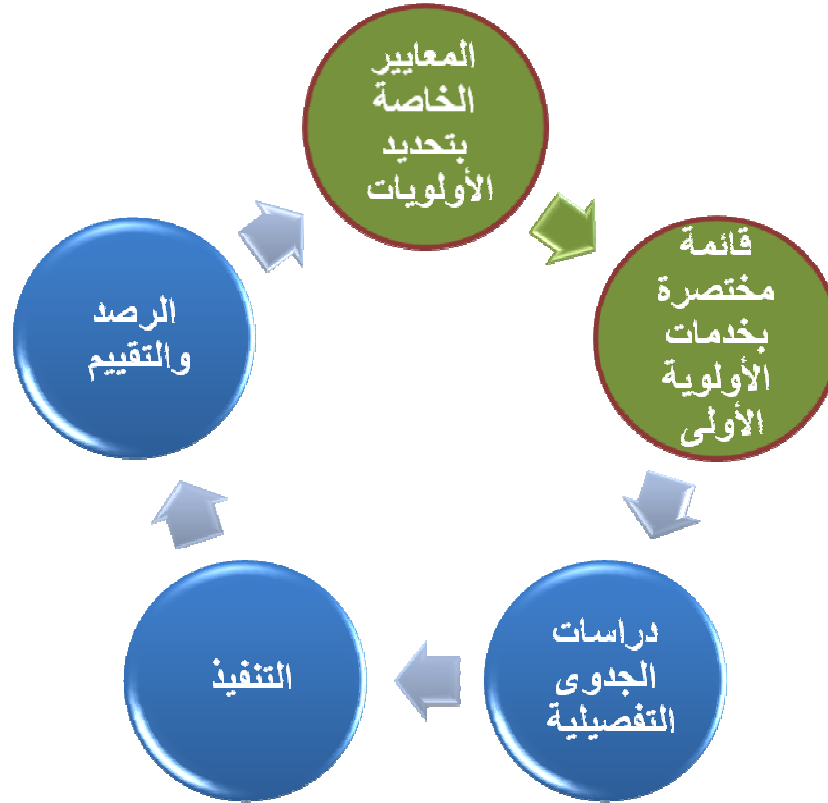 المعايير
الخاصة
بتحديد
الأولويات
قائمة
مختصرة
بخدمات
الأولوية
الأولى
دراسات
الجدوى
التفصيلية
التنفيذ
الرصد
والتقييم